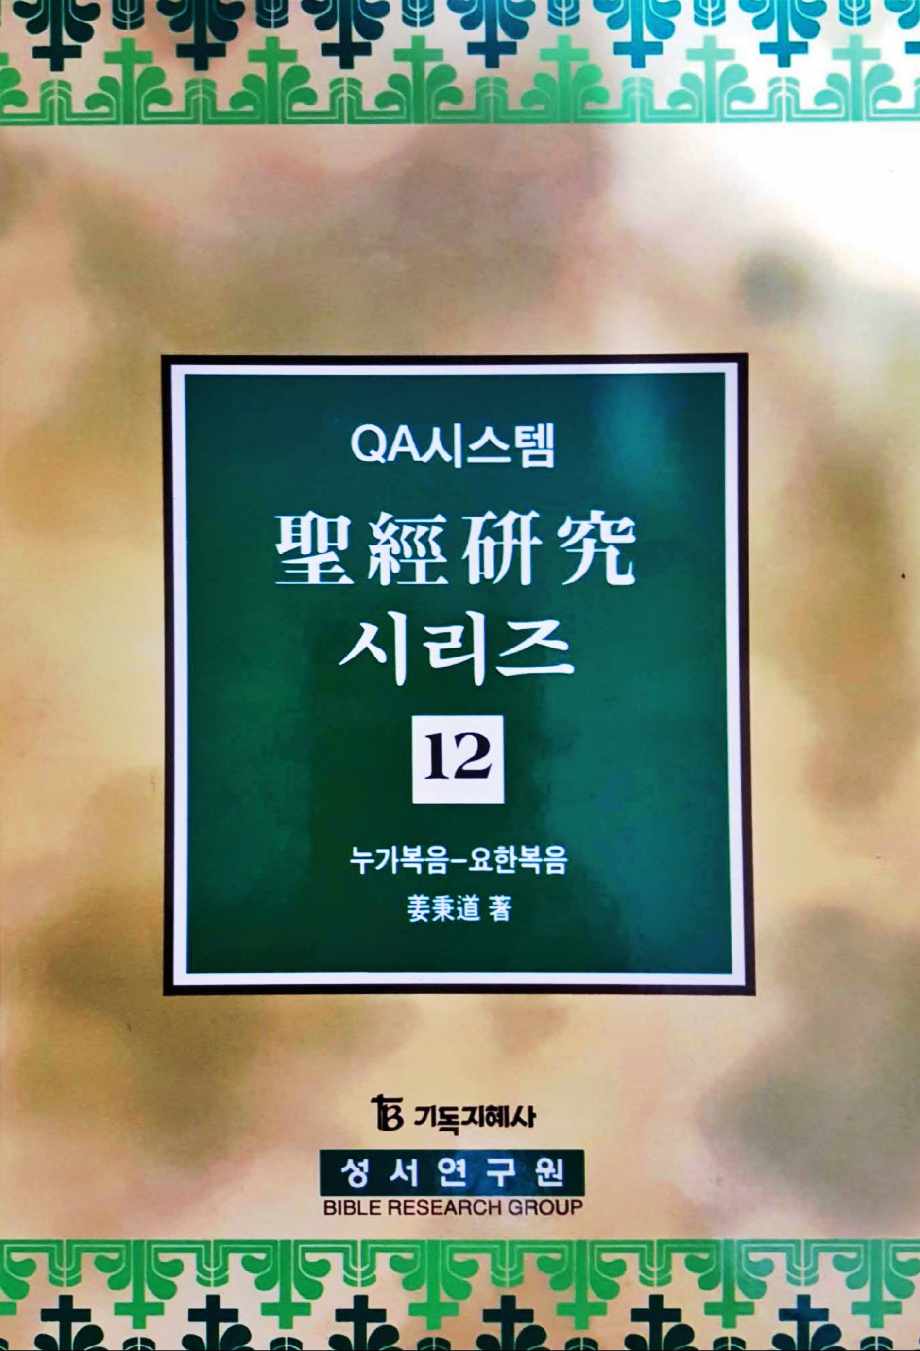 QA시스템
聖經硏究
시리즈
12
누가복음-요한복음
姜秉道 著
기독지혜사
성서연구원
BIBLE RESEARCH GROUP